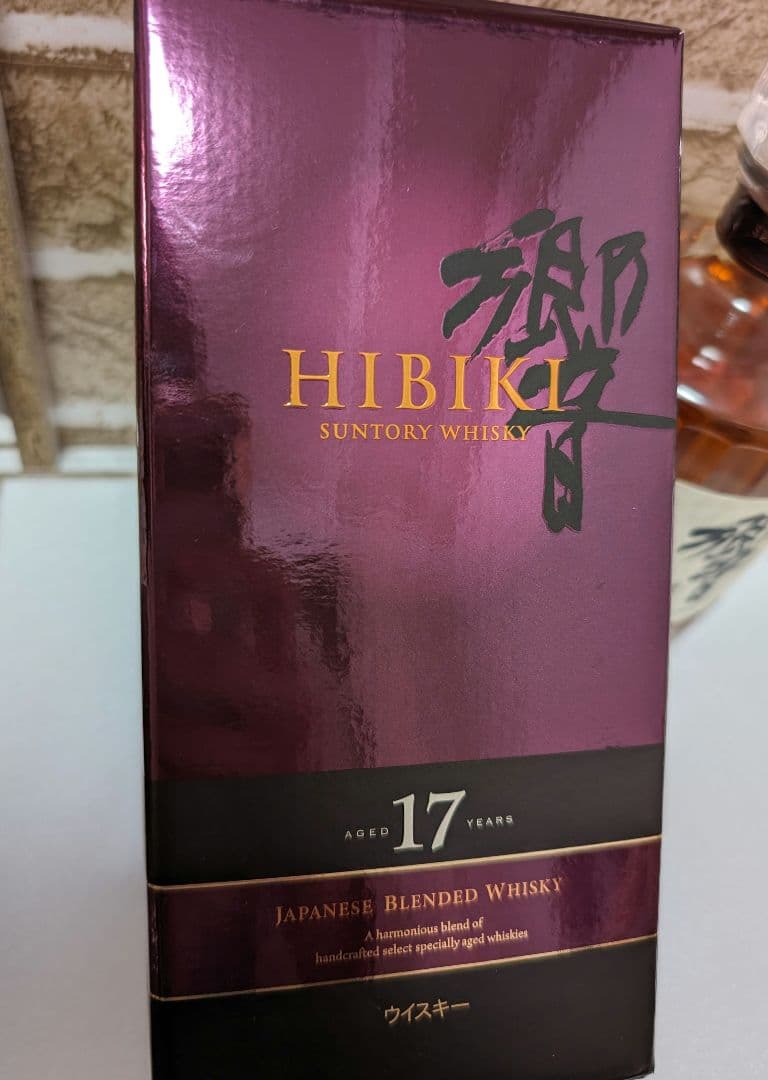 響
HIBIKI
SUNTORY WHISKY
AGED 17 YEARS
JAPANESE BLENDED WHISKY
A harmonious blend of
handcrafted select specially aged whiskies
ウイスキー